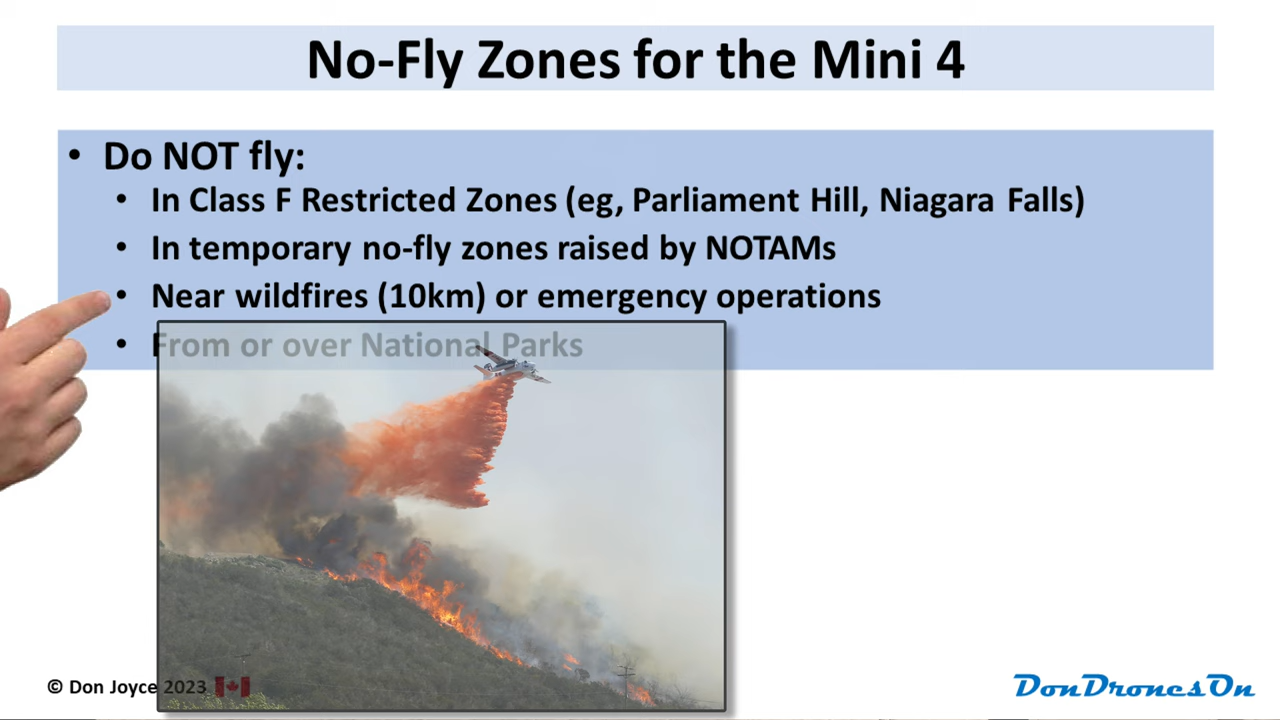 No-Fly Zones for the Mini 4
• Do NOT fly:
• In Class F Restricted Zones (eg, Parliament Hill, Niagara Falls)
• In temporary no-fly zones raised by NOTAMs
• Near wildfires (10km) or emergency operations
• From or over National Parks
© Don Joyce 2023
DonDronesOn